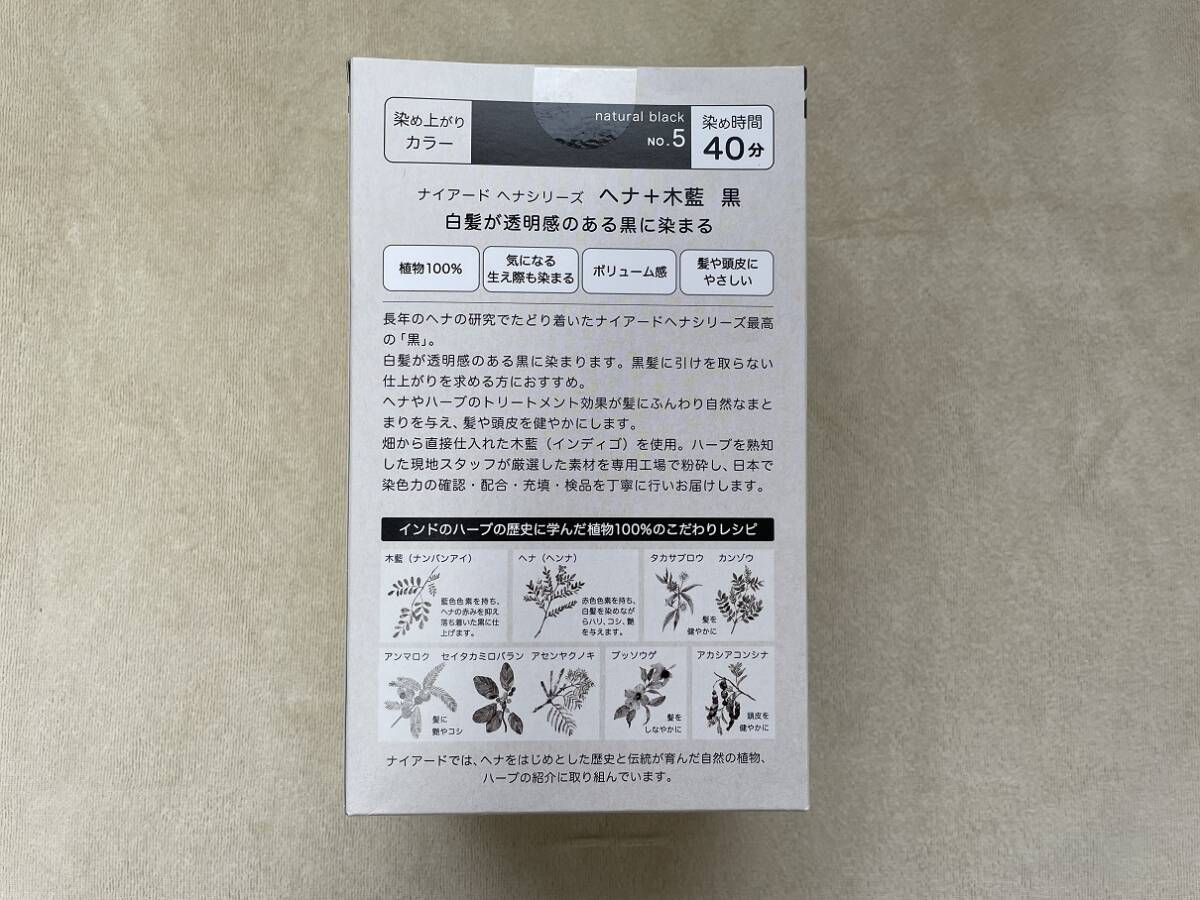 染め上がり
カラー
natural black
NO.5
染め時間
40分
ナイアード ヘナシリーズ ヘナ+木藍 黒
白髪が透明感のある黒に染まる
植物100%
気になる
生え際も染まる
ボリューム感
髪や頭皮に
やさしい
長年のヘナの研究でたどり着いたナイアードヘナシリーズ最高
の「黒」。
白髪が透明感のある黒に染まります。黒髪に引けを取らない
仕上がりを求める方におすすめ。
ヘナやハーブのトリートメント効果が髪にふんわり自然なまと
まりを与え、髪や頭皮を健やかにします。
畑から直接仕入れた木藍（インディゴ）を使用。ハーブを熟知
した現地スタッフが厳選した素材を専用工場で粉砕し、日本で
染色力の確認・配合・充填・検品を丁寧に行いお届けします。
インドのハーブの歴史に学んだ植物100%のこだわりレシピ
木藍（ナンバンアイ）
藍色色素を持ち、
ヘナの赤みを抑え
落ち着いた黒に仕
上げます。
ヘナ（ヘンナ）
赤色色素を持ち、
白髪を染めなが
らハリ、コシ、艶
を与えます。
タカサブロウ カンゾウ
髪を
健やかに
アンマロク セイタカミロバラン アセンヤクノキ
髪に
艶やコシ
ブッソウゲ
髪を
しなやかに
アカシアコンシナ
頭皮を
健やかに
ナイアードでは、ヘナをはじめとした歴史と伝統が育んだ自然の植物、
ハーブの紹介に取り組んでいます。